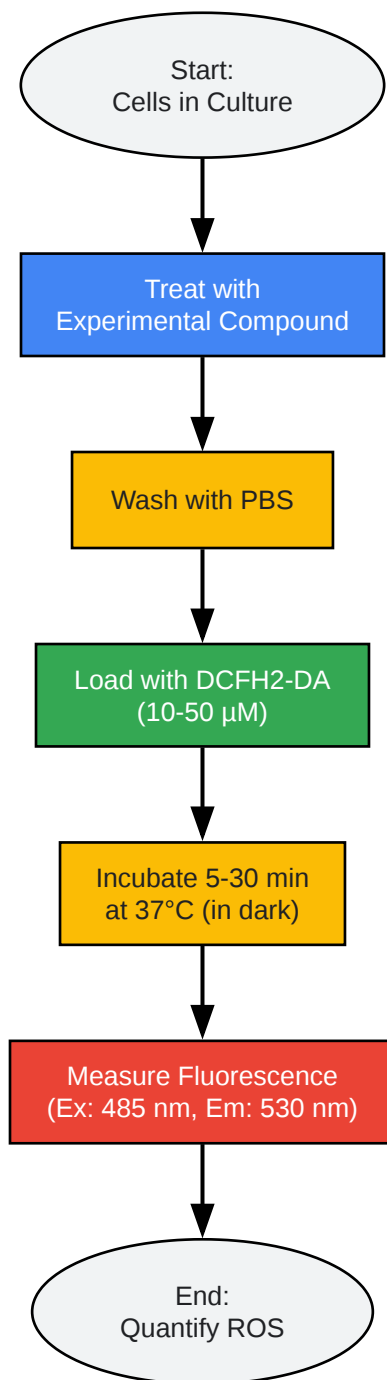 Start:
Cells in Culture
Treat with
Experimental Compound
Wash with PBS
Load with DCFH2-DA
(10-50 µM)
Incubate 5-30 min
at 37°C (in dark)
Measure Fluorescence
(Ex: 485 nm, Em: 530 nm)
End:
Quantify ROS